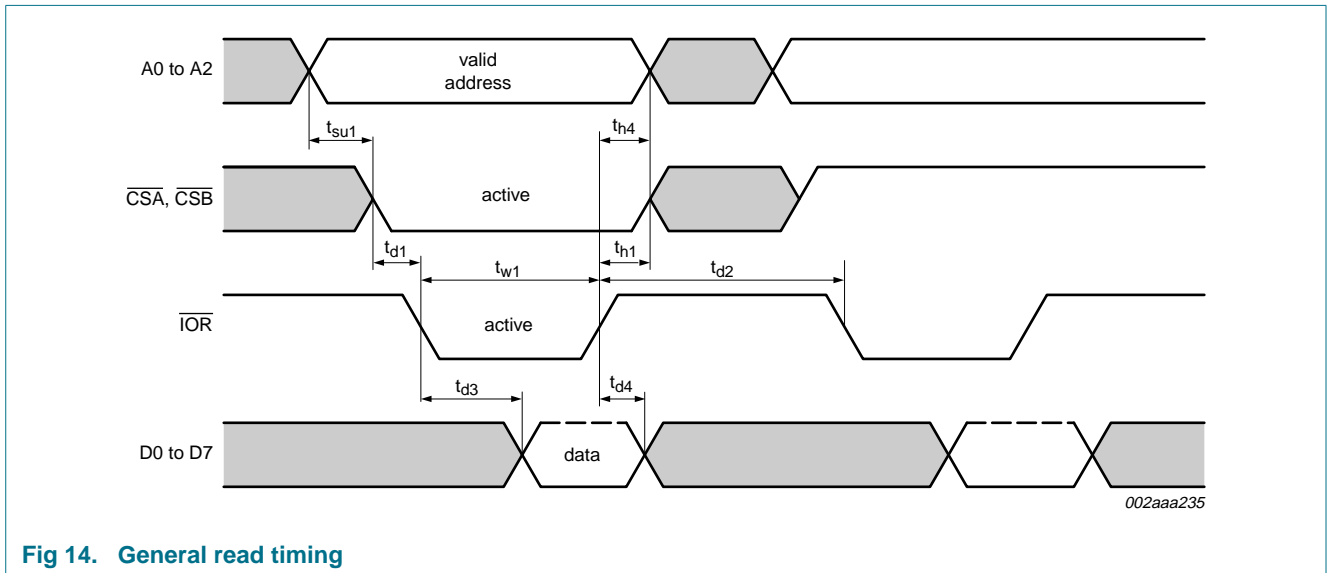 A0 to A2
valid
address
tsu1
th4
CSA, CSB
active
td1
tw1
th1
td2
IOR
active
td3
td4
D0 to D7
data
002aaa235
Fig 14. General read timing